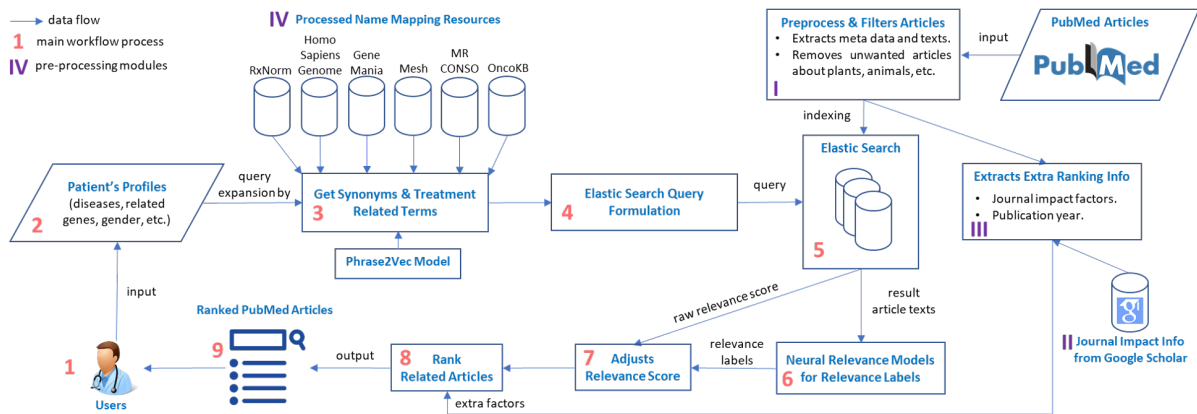 data flow
1 main workflow process
IV pre-processing modules
IV Processed Name Mapping Resources
RxNorm
Homo
Sapiens
Genome
Gene
Mania
Mesh
MR
CONSO
OncoKB
Preprocess & Filters Articles
• Extracts meta data and texts.
• Removes unwanted articles
about plants, animals, etc.
I
input
PubMed Articles
PubMed
indexing
Patient's Profiles
(diseases, related
genes, gender, etc.)
2
query
expansion by
Get Synonyms & Treatment
Related Terms
3
Phrase2Vec Model
Elastic Search Query
Formulation
4
query
Elastic Search
5
Extracts Extra Ranking Info
• Journal impact factors.
• Publication year.
III
g
II Journal Impact Info
from Google Scholar
input
raw relevance score
result
article texts
1
Users
Ranked PubMed Articles
9
output
8
Rank
Related Articles
7
Adjusts
Relevance Score
relevance
labels
Neural Relevance Models
for Relevance Labels
6
extra factors